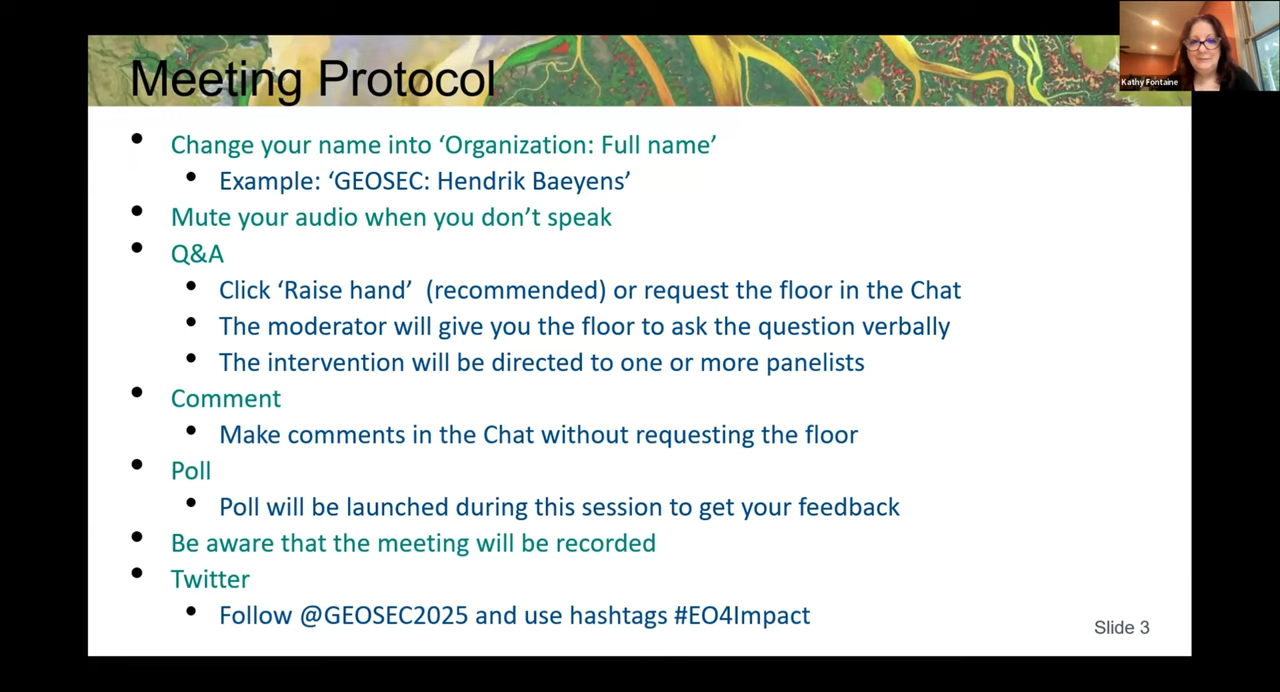 Meeting Protocol
Kathy Fontaine
• Change your name into ‘Organization: Full name’
• Example: ‘GEOSEC: Hendrik Baeyens’
• Mute your audio when you don’t speak
• Q&A
• Click ‘Raise hand’ (recommended) or request the floor in the Chat
• The moderator will give you the floor to ask the question verbally
• The intervention will be directed to one or more panelists
• Comment
• Make comments in the Chat without requesting the floor
• Poll
• Poll will be launched during this session to get your feedback
• Be aware that the meeting will be recorded
• Twitter
• Follow @GEOSEC2025 and use hashtags #EO4Impact
Slide 3